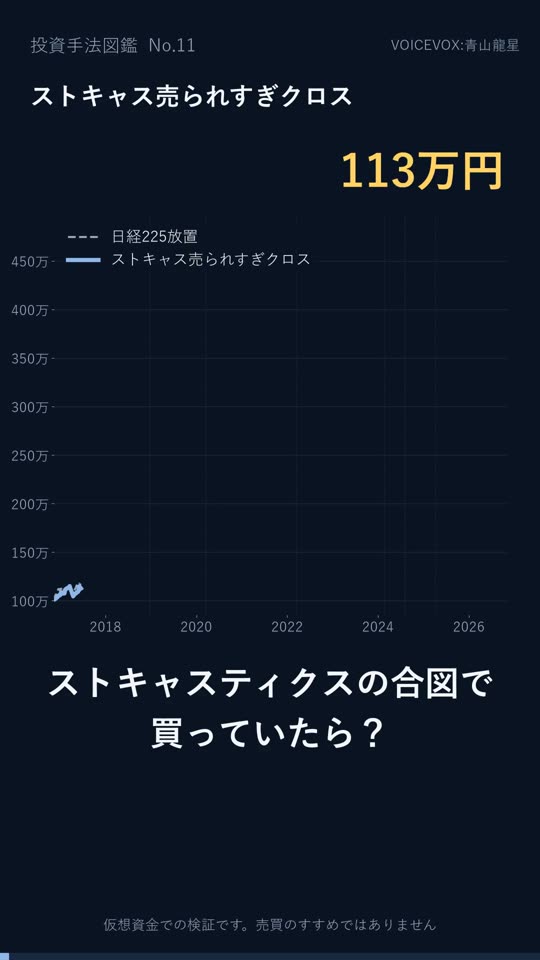 投資手法図鑑 No.11
VOICEVOX:青山龍星
ストキャス売られすぎクロス
113万円
日経225放置
ストキャス売られすぎクロス
450万
400万
350万
300万
250万
200万
150万
100万
2018 2020 2022 2024 2026
ストキャスティクスの合図で
買っていたら？
仮想資金での検証です。売買のすすめではありません